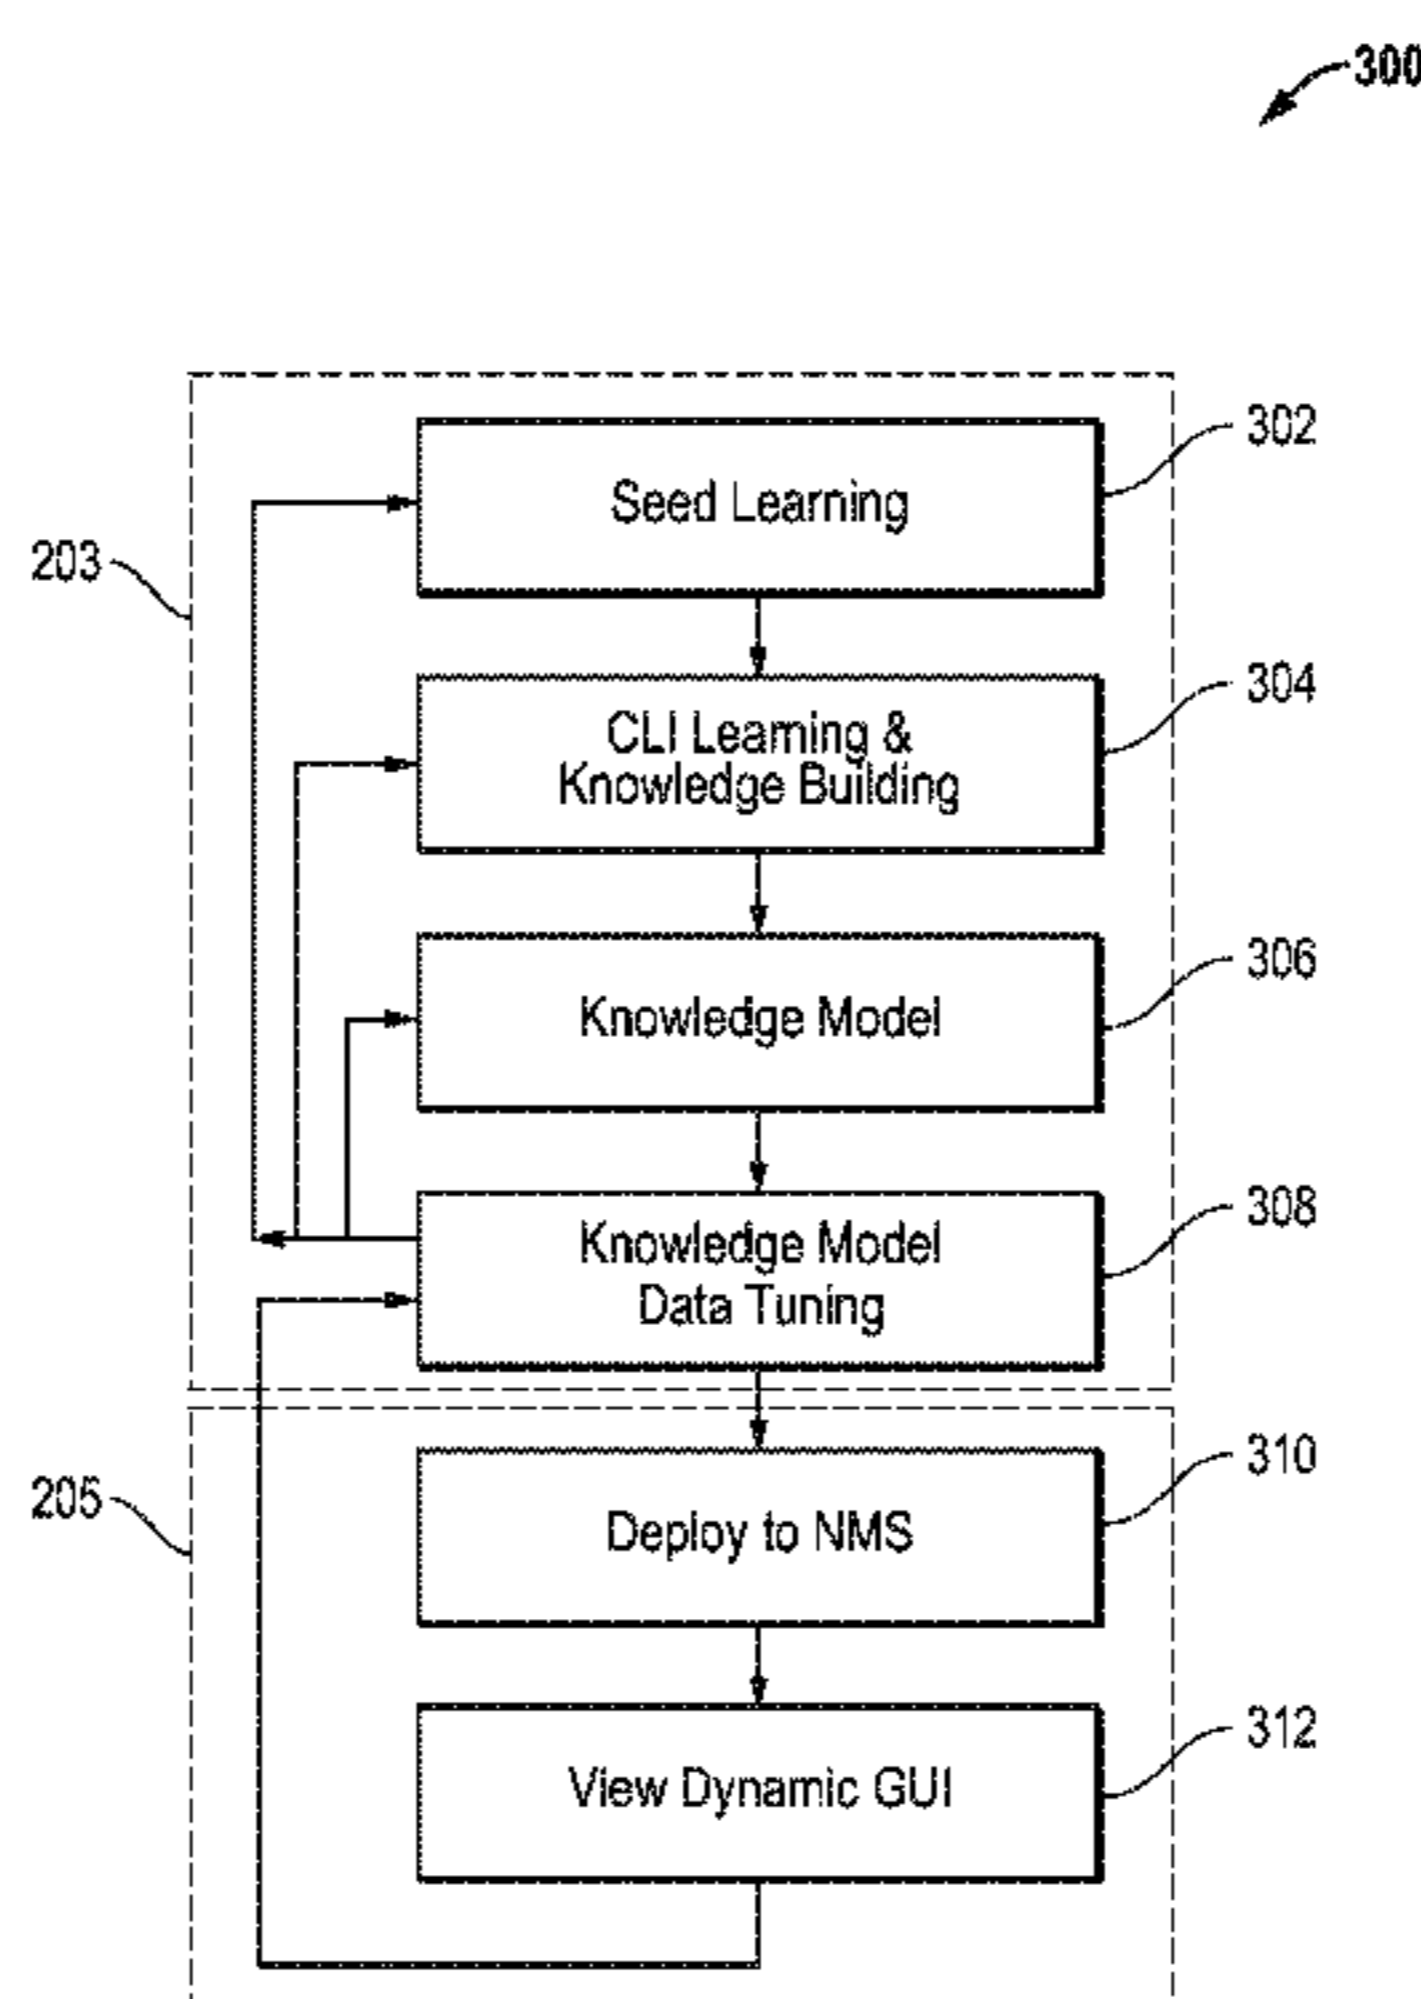 300
302
Seed Learning
203
304
CLI Learning &
Knowledge Building
306
Knowledge Model
308
Knowledge Model
Data Tuning
310
205
Deploy to NMS
312
View Dynamic GUI